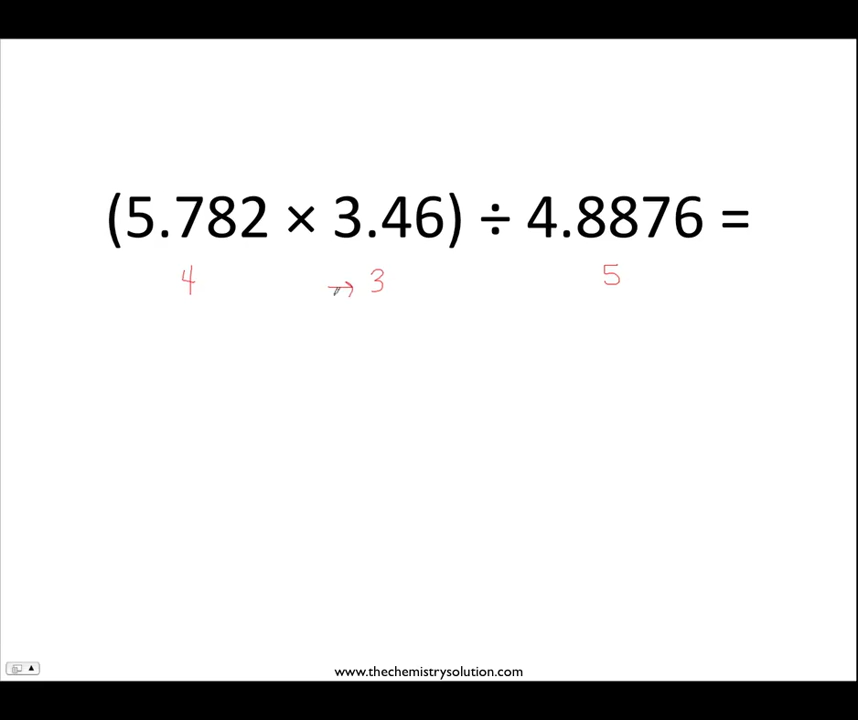 (5.782 × 3.46) ÷ 4.8876 =
4 → 3 5
www.thechemistrysolution.com